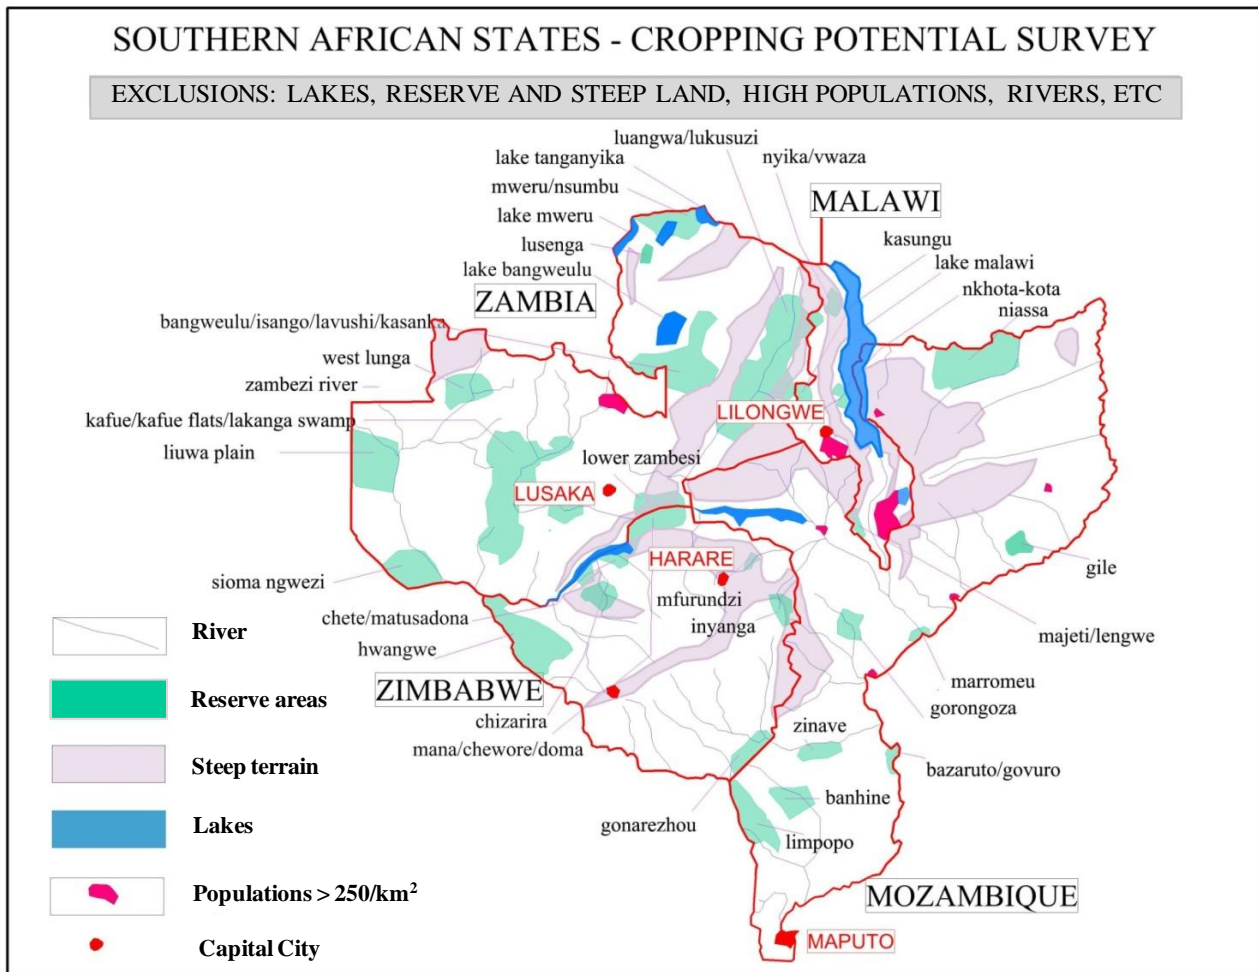 SOUTHERN AFRICAN STATES - CROPPING POTENTIAL SURVEY
EXCLUSIONS: LAKES, RESERVE AND STEEP LAND, HIGH POPULATIONS, RIVERS, ETC
luangwa/lukusuzi
lake tanganyika
nyika/vwaza
mweru/nsumbu
MALAWI
lake mweru
kasungu
lusenga
lake malawi
lake bangweulu
nkhota-kota
ZAMBIA
niassa
bangweulu/isango/lavushi/kasanka
west lunga
zambezi river
kafue/kafue flats/lakanga swamp
LILONGWE
liuwa plain
lower zambesi
LUSAKA
HARARE
gile
sioma ngwezi
mfurundzi
chete/matusadona
inyanga
River
majeti/lengwe
hwangwe
ZIMBABWE
marromeu
Reserve areas
gorongoza
chizarira
zinave
mana/chewore/doma
Steep terrain
bazaruto/govuro
banhine
Lakes
gonarezhou
limpopo
Populations > 250/km²
MOZAMBIQUE
Capital City
MAPUTO